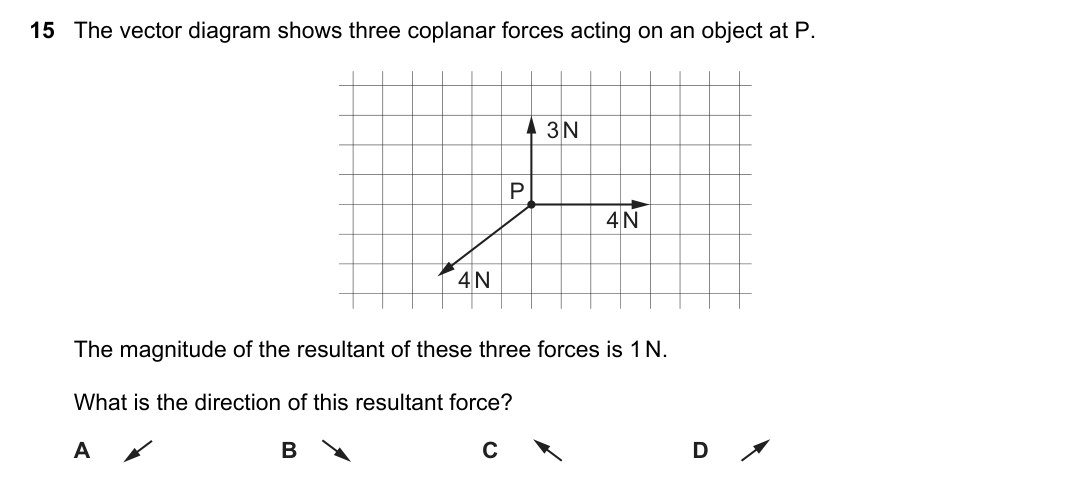 15 The vector diagram shows three coplanar forces acting on an object at P.
3 N
P
4 N
4 N
The magnitude of the resultant of these three forces is 1 N.
What is the direction of this resultant force?
A B C D